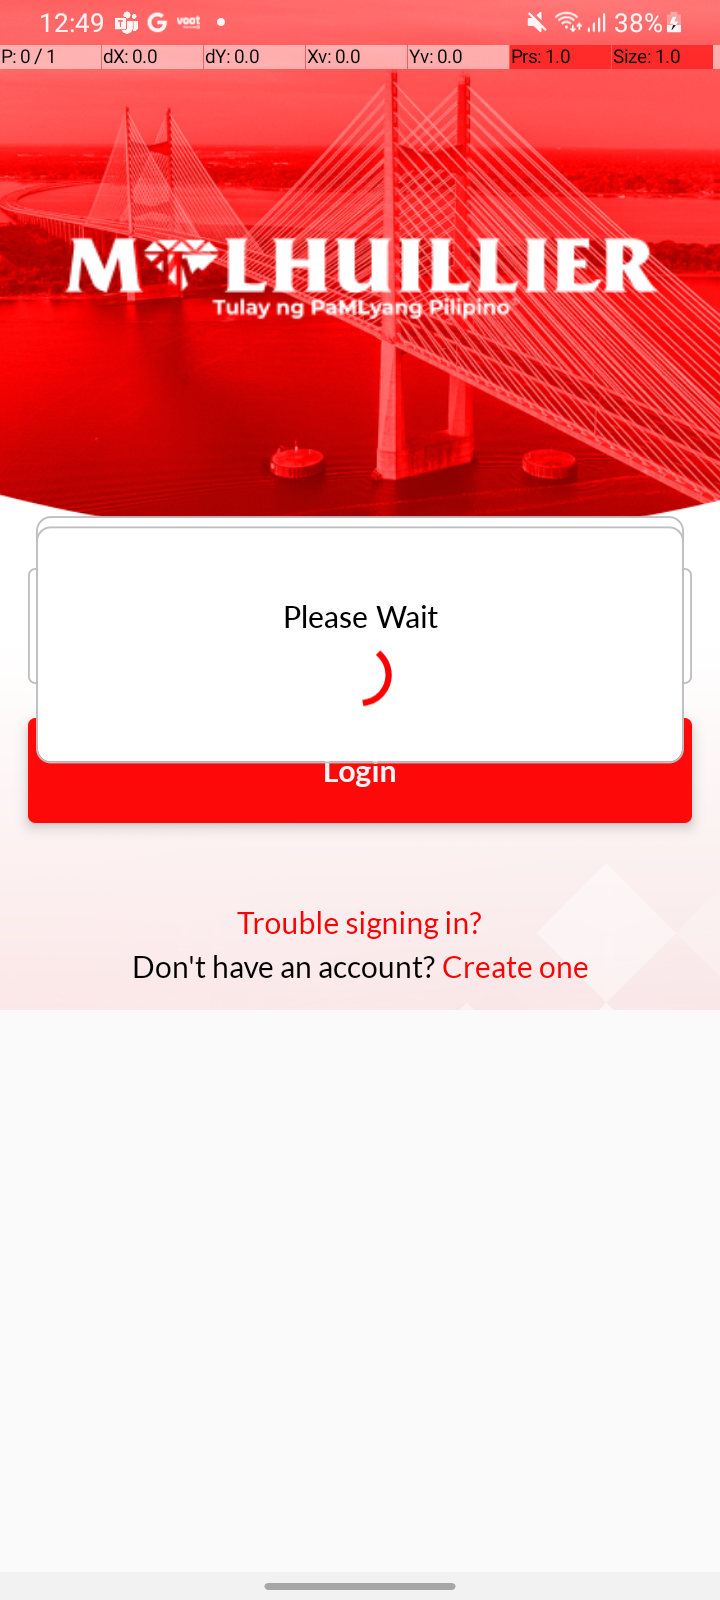 12:49 voot 38%
P: 0 / 1 dX: 0.0 dY: 0.0 Xv: 0.0 Yv: 0.0 Prs: 1.0 Size: 1.0
M LHUILLIER
Tulay ng PaMLyang Pilipino
Please Wait
Login
Trouble signing in?
Don't have an account? Create one